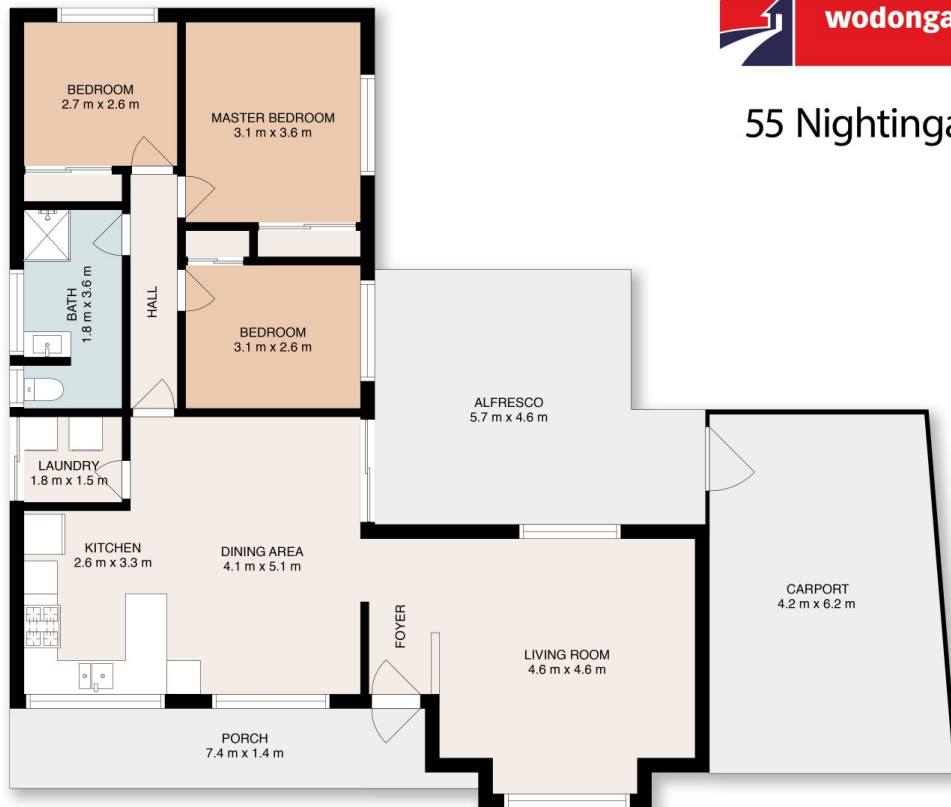 wodonga
55 Nightinga
BEDROOM
2.7 m x 2.6 m
MASTER BEDROOM
3.1 m x 3.6 m
BATH
1.8 m x 3.6 m
HALL
BEDROOM
3.1 m x 2.6 m
ALFRESCO
5.7 m x 4.6 m
LAUNDRY
1.8 m x 1.5 m
KITCHEN
2.6 m x 3.3 m
DINING AREA
4.1 m x 5.1 m
FOYER
LIVING ROOM
4.6 m x 4.6 m
CARPORT
4.2 m x 6.2 m
PORCH
7.4 m x 1.4 m